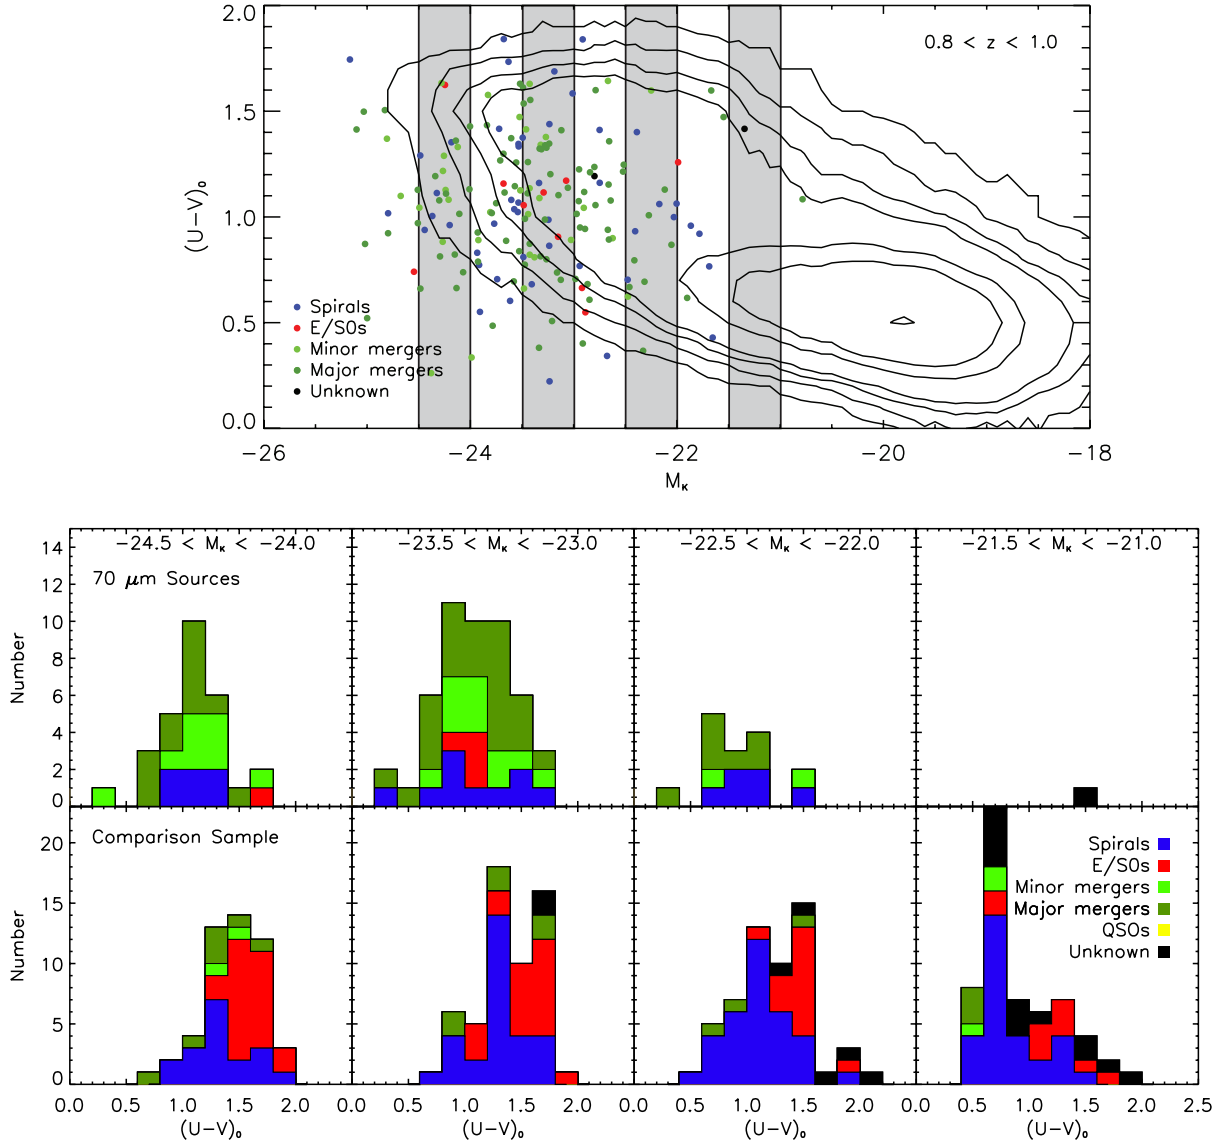 2.0
1.5
1.0
0.5
0.0
(U−V)₀
0.8 < z < 1.0
Spirals
E/S0s
Minor mergers
Major mergers
Unknown
−26
−24
−22
−20
−18
M_K
−24.5 < M_K < −24.0
−23.5 < M_K < −23.0
−22.5 < M_K < −22.0
−21.5 < M_K < −21.0
70 μm Sources
14
12
10
8
6
4
2
0
Number
Comparison Sample
Spirals
E/S0s
Minor mergers
Major mergers
QSOs
Unknown
20
15
10
5
0
Number
0.0 0.5 1.0 1.5 2.0
0.0 0.5 1.0 1.5 2.0
0.0 0.5 1.0 1.5 2.0
0.0 0.5 1.0 1.5 2.0 2.5
(U−V)₀
(U−V)₀
(U−V)₀
(U−V)₀